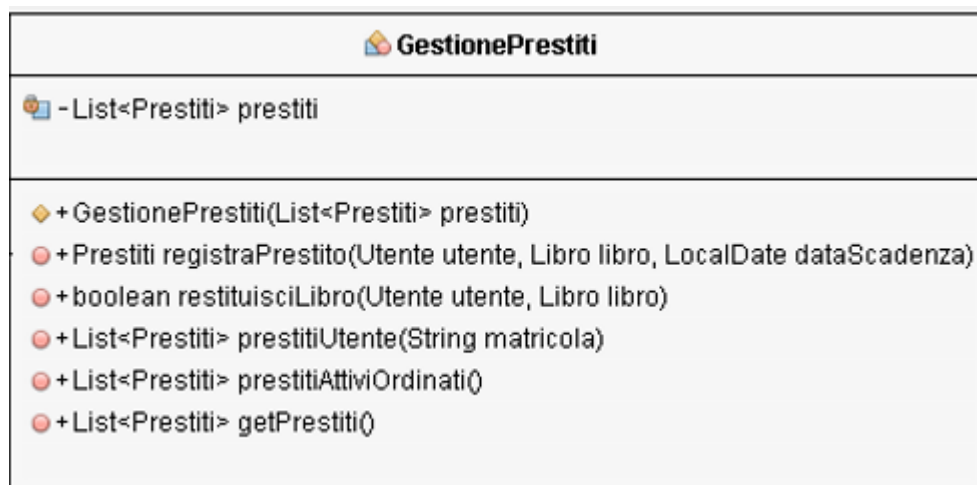 GestionePrestiti
-List<Prestiti> prestiti
+GestionePrestiti(List<Prestiti> prestiti)
+Prestiti registraPrestito(Utente utente, Libro libro, LocalDate dataScadenza)
+boolean restituisciLibro(Utente utente, Libro libro)
+List<Prestiti> prestitiUtente(String matricola)
+List<Prestiti> prestitiAttiviOrdinati()
+List<Prestiti> getPrestiti()